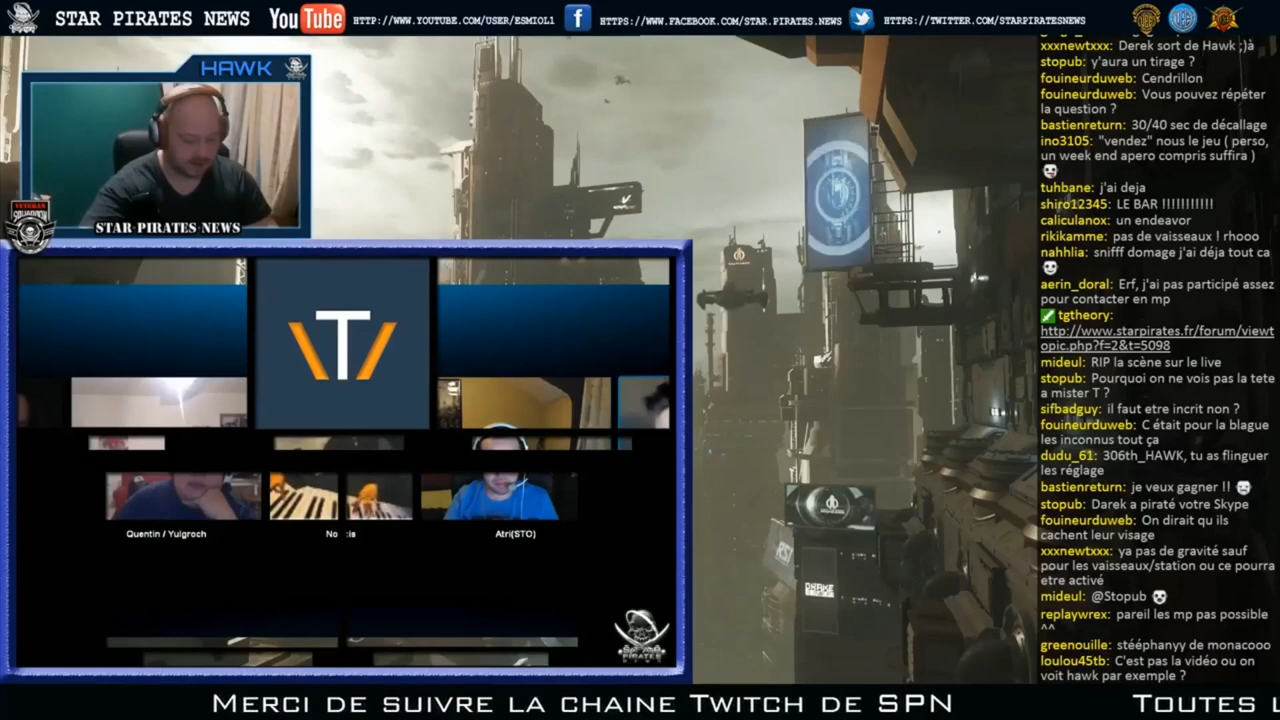 STAR PIRATES NEWS
YouTube
HTTP://WWW.YOUTUBE.COM/USER/ESMIOL1
HTTPS://WWW.FACEBOOK.COM/STAR.PIRATES.NEWS
HTTPS://TWITTER.COM/STARPIRATESNEWS
HAWK
VETERAN
SQUADRON
STAR PIRATES NEWS
T
Quentin / Yulgroch
Atri(STO)
DRAKE
RSI
xxxnewtxxx: Derek sort de Hawk ;)à
stopub: y'aura un tirage ?
fouineurduweb: Cendrillon
fouineurduweb: Vous pouvez répéter
la question ?
bastienreturn: 30/40 sec de décallage
ino3105: "vendez" nous le jeu ( perso,
un week end apero compris suffira )
tuhbane: j'ai deja
shiro12345: LE BAR !!!!!!!!!!!
caliculanox: un endeavor
rikikamme: pas de vaisseaux ! rhooo
nahhlia: snifff domage j'ai déja tout ca
aerin_doral: Erf, j'ai pas participé assez
pour contacter en mp
tgtheory:
http://www.starpirates.fr/forum/viewt
opic.php?f=2&t=5098
mideul: RIP la scène sur le live
stopub: Pourquoi on ne vois pas la tete
a mister T ?
sifbadguy: il faut etre incrit non ?
fouineurduweb: C était pour la blague
les inconnus tout ça
dudu_61: 306th_HAWK, tu as flinguer
les réglage
bastienreturn: je veux gagner !!
stopub: Darek a piraté votre Skype
fouineurduweb: On dirait qu ils
cachent leur visage
xxxnewtxxx: ya pas de gravité sauf
pour les vaisseaux/station ou ce pourra
etre activé
mideul: @Stopub
replaywrex: pareil les mp pas possible
^^
greenouille: stééphanyy de monacooo
loulou45tb: C'est pas la vidéo ou on
voit hawk par exemple ?
MERCI DE SUIVRE LA CHAINE TWITCH DE SPN
TOUTES